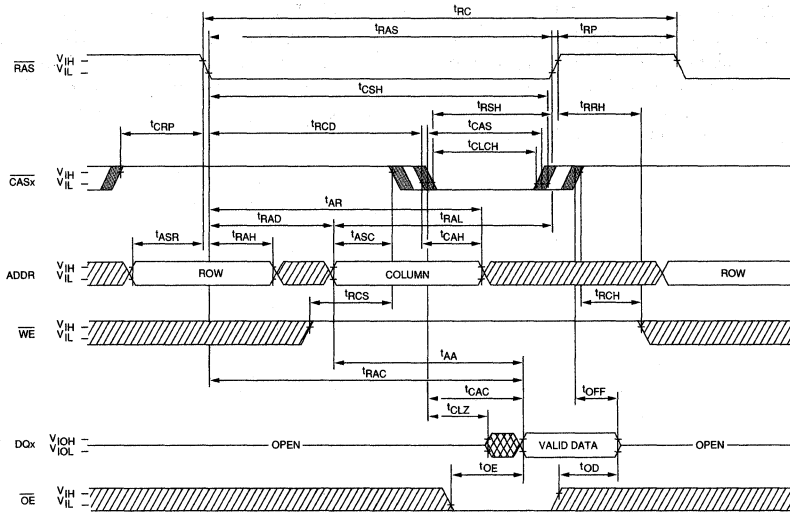 tRC
tRAS
tRP
RAS VIH
VIL
tCSH
tRSH
tRRH
tCRP
tRCD
tCAS
tCLCH
CASx VIH
VIL
tAR
tRAD
tRAL
tASR
tRAH
tASC
tCAH
ADDR VIH
VIL
ROW
COLUMN
ROW
tRCS
tRCH
WE VIH
VIL
tAA
tRAC
tCAC
tOFF
tCLZ
DQx VIOH
VIOL
OPEN
VALID DATA
OPEN
tOE
tOD
OE VIH
VIL